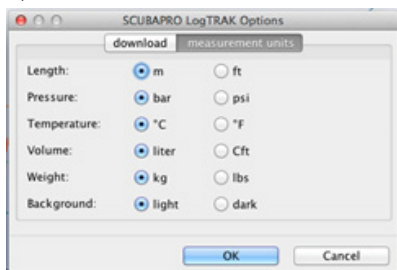 SCUBAPRO LogTRAK Options
download measurement units
Length: m ft
Pressure: bar psi
Temperature: °C °F
Volume: liter Cft
Weight: kg lbs
Background: light dark
OK Cancel